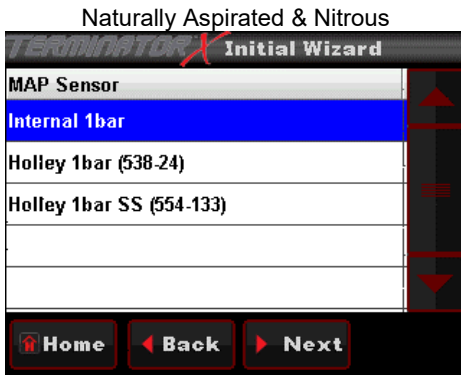 Naturally Aspirated & Nitrous
TERMINATOR X Initial Wizard
MAP Sensor
Internal 1bar
Holley 1bar (538-24)
Holley 1bar SS (554-133)
Home Back Next